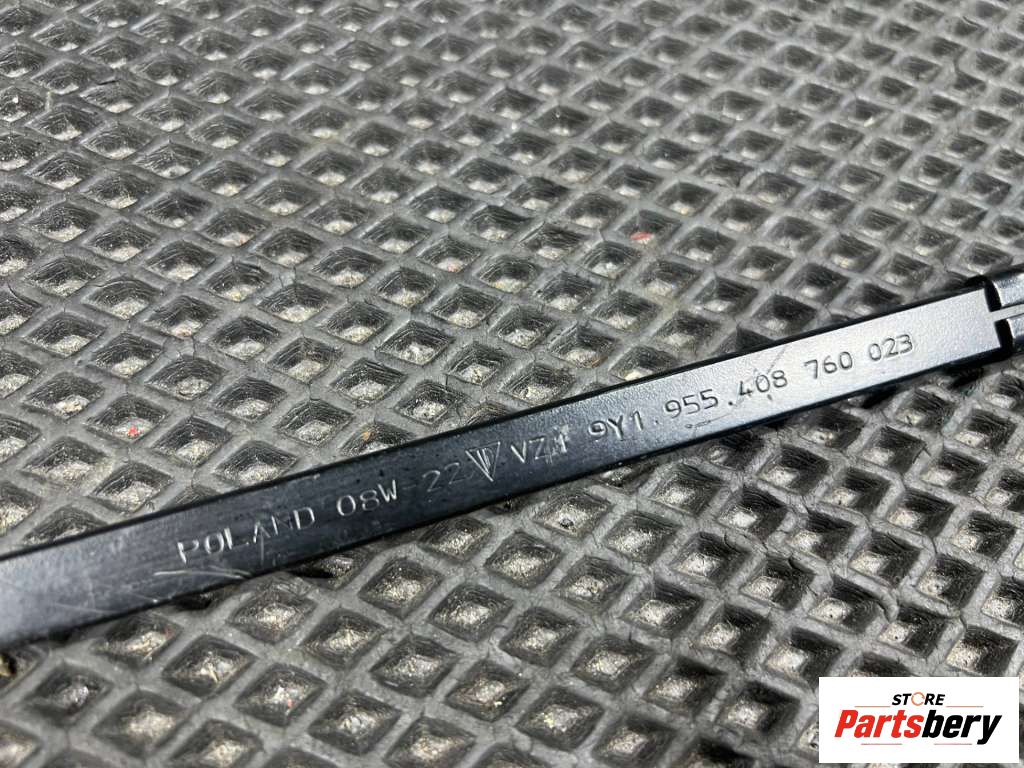 POLAND 08W-22 VZ1 9Y1.955.408 760 023
STORE
Partsbery